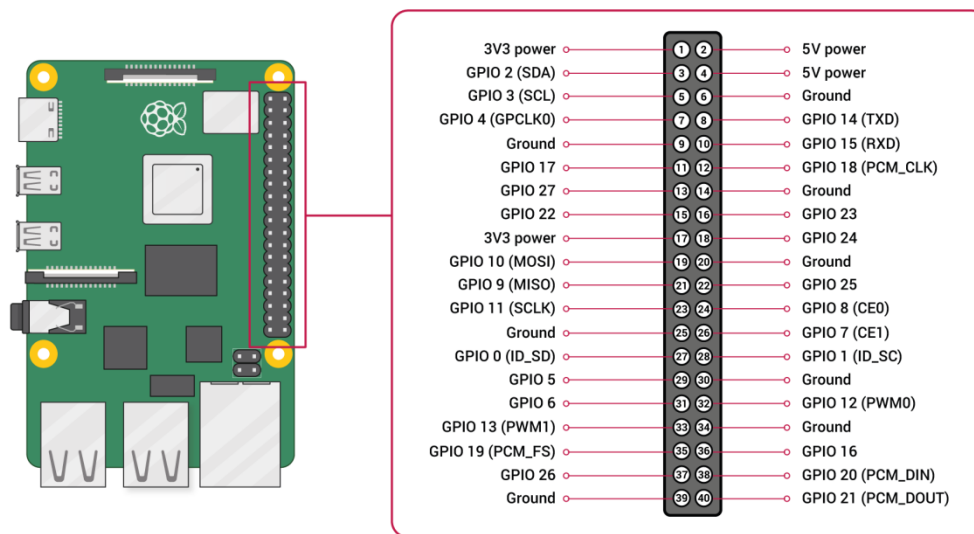 3V3 power 1 2 5V power
GPIO 2 (SDA) 3 4 5V power
GPIO 3 (SCL) 5 6 Ground
GPIO 4 (GPCLK0) 7 8 GPIO 14 (TXD)
Ground 9 10 GPIO 15 (RXD)
GPIO 17 11 12 GPIO 18 (PCM_CLK)
GPIO 27 13 14 Ground
GPIO 22 15 16 GPIO 23
3V3 power 17 18 GPIO 24
GPIO 10 (MOSI) 19 20 Ground
GPIO 9 (MISO) 21 22 GPIO 25
GPIO 11 (SCLK) 23 24 GPIO 8 (CE0)
Ground 25 26 GPIO 7 (CE1)
GPIO 0 (ID_SD) 27 28 GPIO 1 (ID_SC)
GPIO 5 29 30 Ground
GPIO 6 31 32 GPIO 12 (PWM0)
GPIO 13 (PWM1) 33 34 Ground
GPIO 19 (PCM_FS) 35 36 GPIO 16
GPIO 26 37 38 GPIO 20 (PCM_DIN)
Ground 39 40 GPIO 21 (PCM_DOUT)